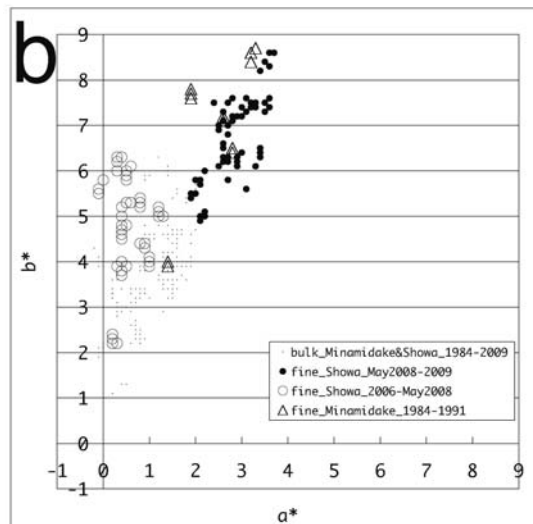 b
9
8
7
6
5
4
3
2
1
0
-1
b*
-1 0 1 2 3 4 5 6 7 8 9
a*
bulk_Minamidake&Showa_1984-2009
fine_Showa_May2008-2009
fine_Showa_2006-May2008
fine_Minamidake_1984-1991